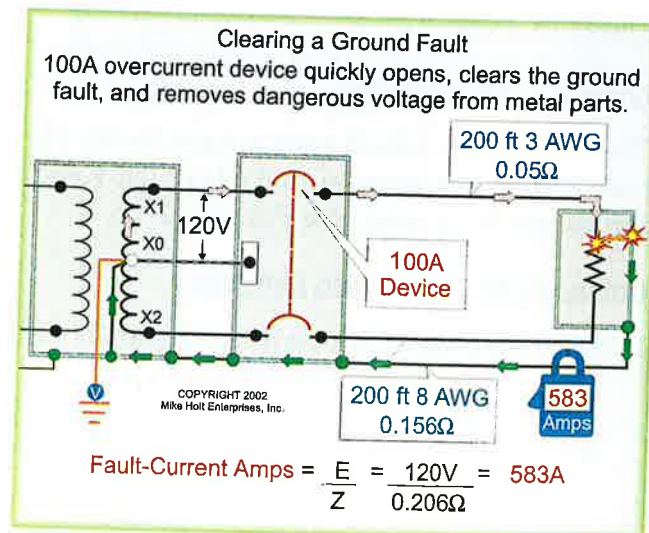 Clearing a Ground Fault
100A overcurrent device quickly opens, clears the ground
fault, and removes dangerous voltage from metal parts.
200 ft 3 AWG
0.05Ω
X1
120V
X0
100A
Device
X2
V
COPYRIGHT 2002
Mike Holt Enterprises, Inc.
200 ft 8 AWG
0.156Ω
583
Amps
Fault-Current Amps = E/Z = 120V/0.206Ω = 583A